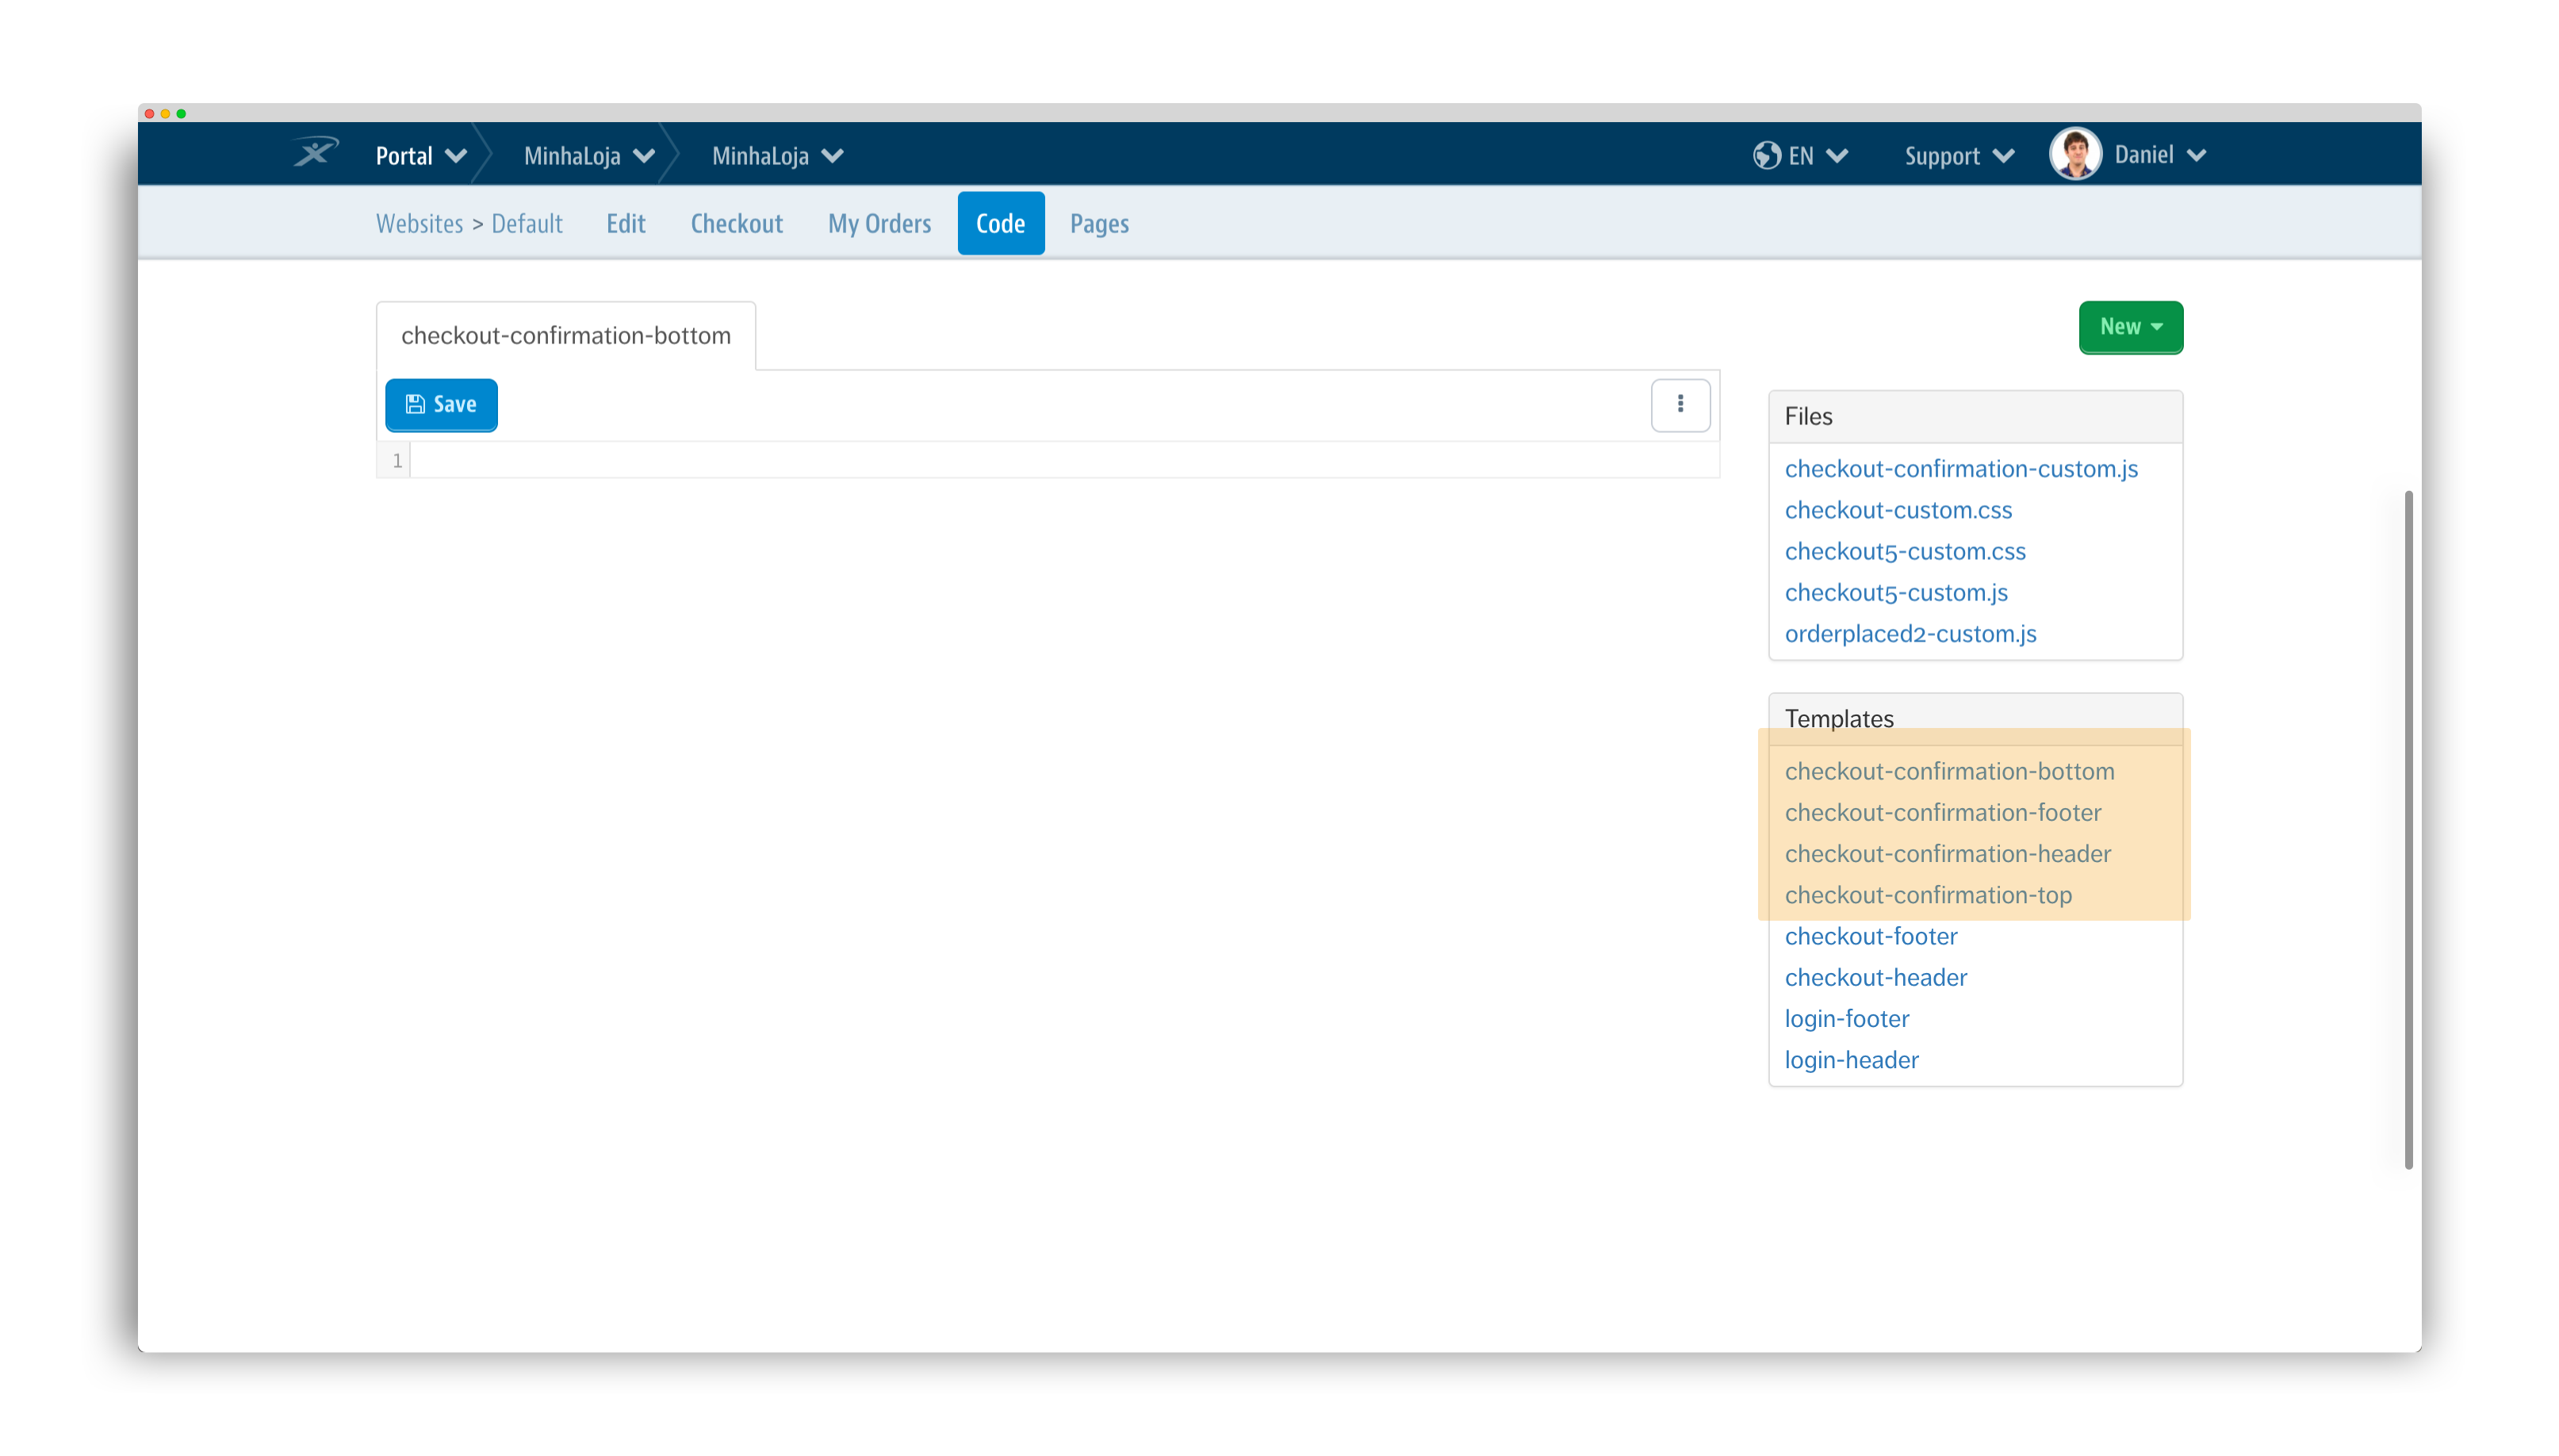 Portal MinhaLoja MinhaLoja EN Support Daniel
Websites > Default Edit Checkout My Orders Code Pages
checkout-confirmation-bottom
New
Save
1
Files
checkout-confirmation-custom.js
checkout-custom.css
checkout5-custom.css
checkout5-custom.js
orderplaced2-custom.js
Templates
checkout-confirmation-bottom
checkout-confirmation-footer
checkout-confirmation-header
checkout-confirmation-top
checkout-footer
checkout-header
login-footer
login-header